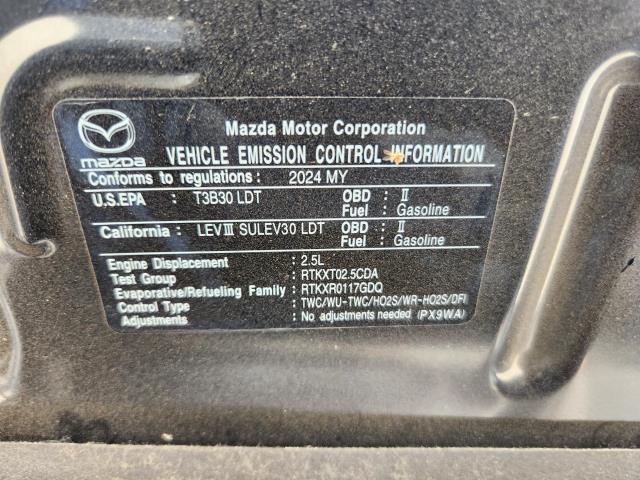 Mazda Motor Corporation
mazda VEHICLE EMISSION CONTROL INFORMATION
Conforms to regulations : 2024 MY
U.S.EPA : T3B30 LDT OBD : II
Fuel : Gasoline
California : LEVIII SULEV30 LDT OBD : II
Fuel : Gasoline
Engine Displacement : 2.5L
Test Group : RTKXT02.5CDA
Evaporative/Refueling Family : RTKXR0117GDQ
Control Type : TWC/WU-TWC/HO2S/WR-HO2S/DFI
Adjustments : No adjustments needed (PX9WA)